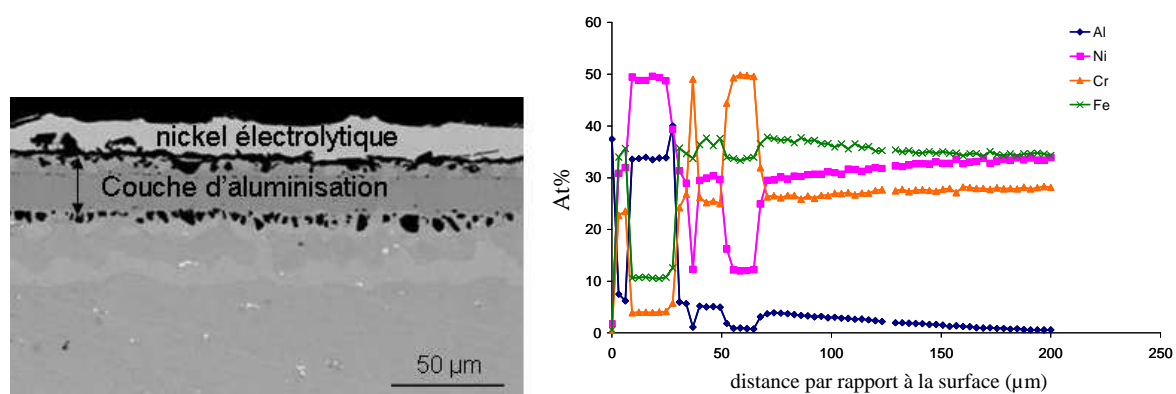 nickel électrolytique
Couche d'aluminisation
50 µm
At%
60
50
40
30
20
10
0
0 50 100 150 200 250
distance par rapport à la surface (µm)
Al
Ni
Cr
Fe